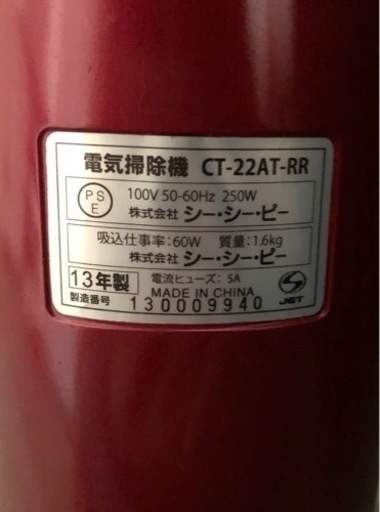 電気掃除機 CT-22AT-RR
PS
E
100V 50-60Hz 250W
株式会社 シー・シー・ピー
吸込仕事率:60W 質量:1.6kg
株式会社 シー・シー・ピー
13年製 電流ヒューズ: 5A
MADE IN CHINA
製造番号 130009940
JET